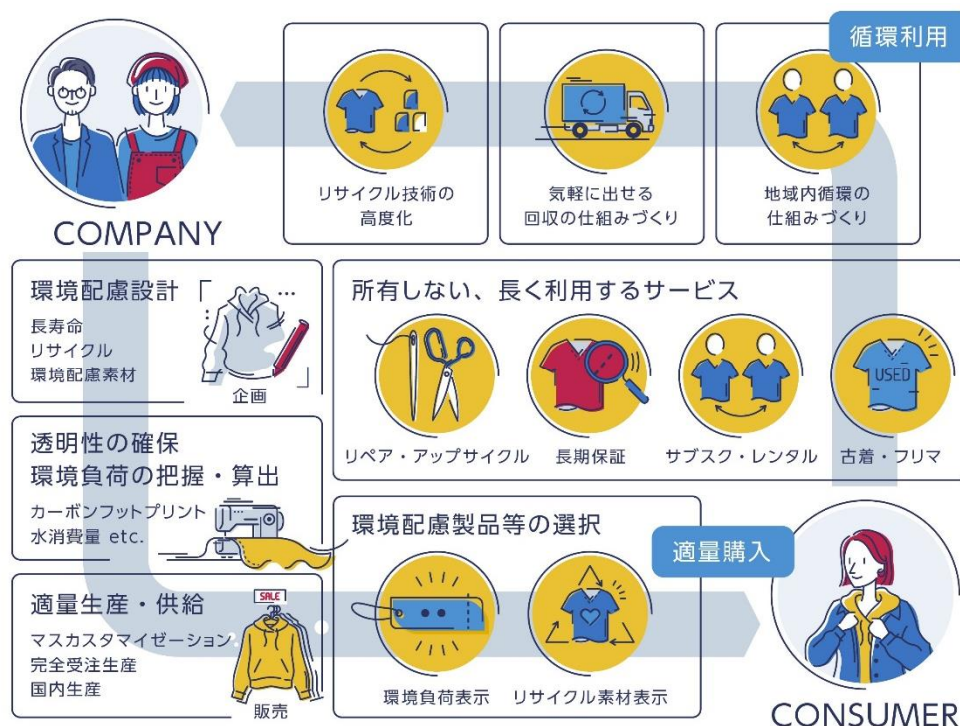 循環利用
リサイクル技術の
高度化
気軽に出せる
回収の仕組みづくり
地域内循環の
仕組みづくり
COMPANY
環境配慮設計
長寿命
リサイクル
環境配慮素材
企画
所有しない、長く利用するサービス
USED
リペア・アップサイクル
長期保証
サブスク・レンタル
古着・フリマ
透明性の確保
環境負荷の把握・算出
カーボンフットプリント
水消費量 etc.
環境配慮製品等の選択
適量購入
適量生産・供給
SALE
マスカスタマイゼーション
完全受注生産
国内生産
販売
環境負荷表示
リサイクル素材表示
CONSUMER